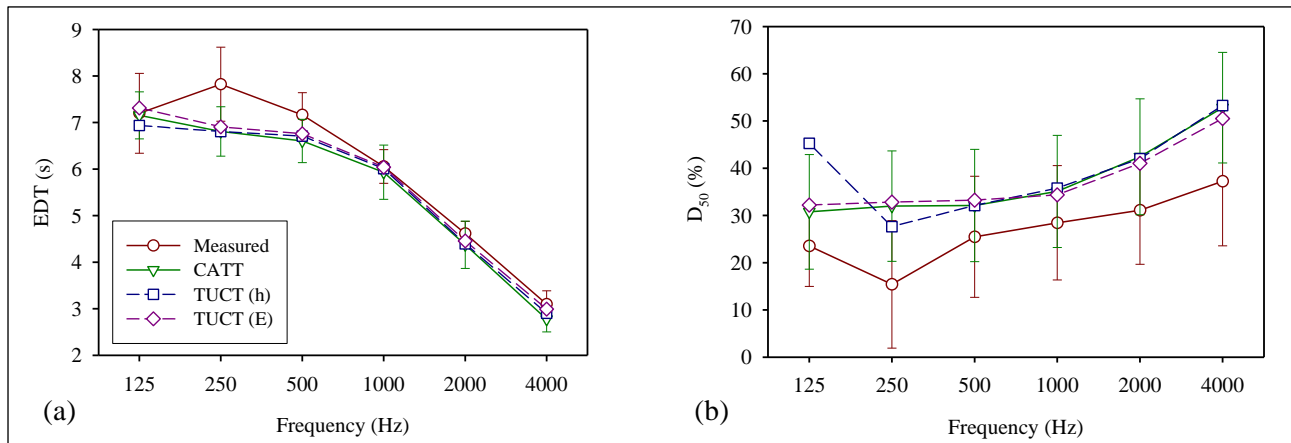 9
8
7
6
5
4
3
2
EDT (s)
Measured
CATT
TUCT (h)
TUCT (E)
125 250 500 1000 2000 4000
Frequency (Hz)
(a)
70
60
50
40
30
20
10
0
D50 (%)
125 250 500 1000 2000 4000
Frequency (Hz)
(b)